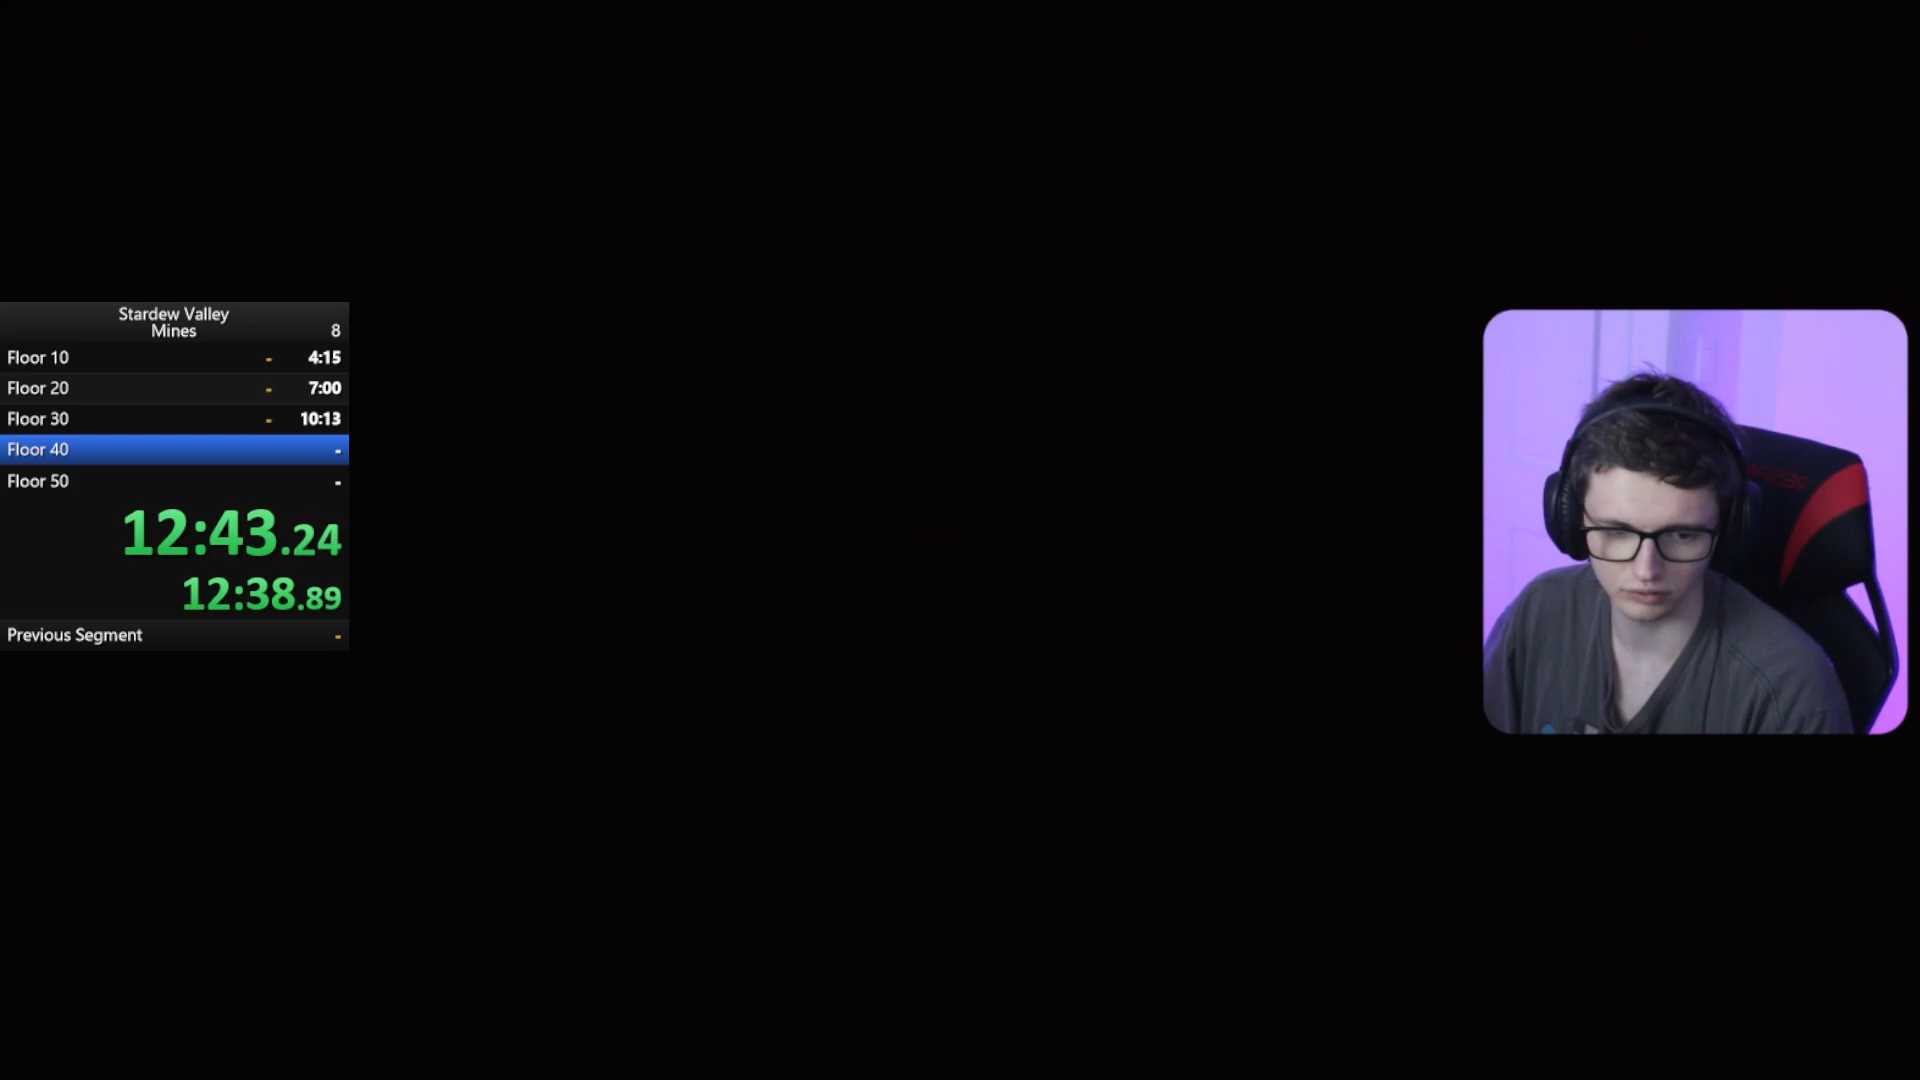 Stardew Valley
Mines 8
Floor 10 - 4:15
Floor 20 - 7:00
Floor 30 - 10:13
Floor 40 -
Floor 50 -
12:43.24
12:38.89
Previous Segment -